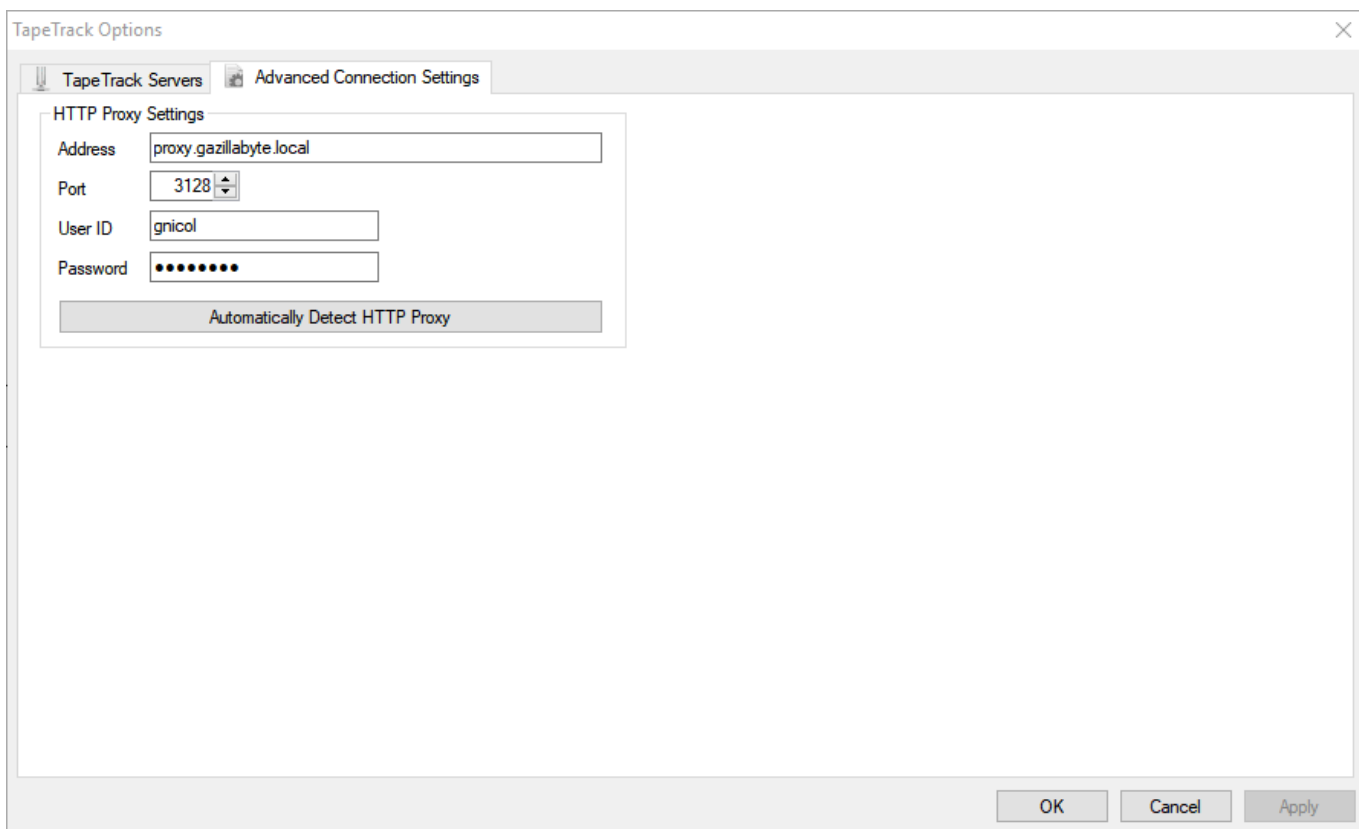 TapeTrack Options
TapeTrack Servers Advanced Connection Settings
HTTP Proxy Settings
Address proxy.gazillabyte.local
Port 3128
User ID gnicol
Password ●●●●●●●●
Automatically Detect HTTP Proxy
OK Cancel Apply